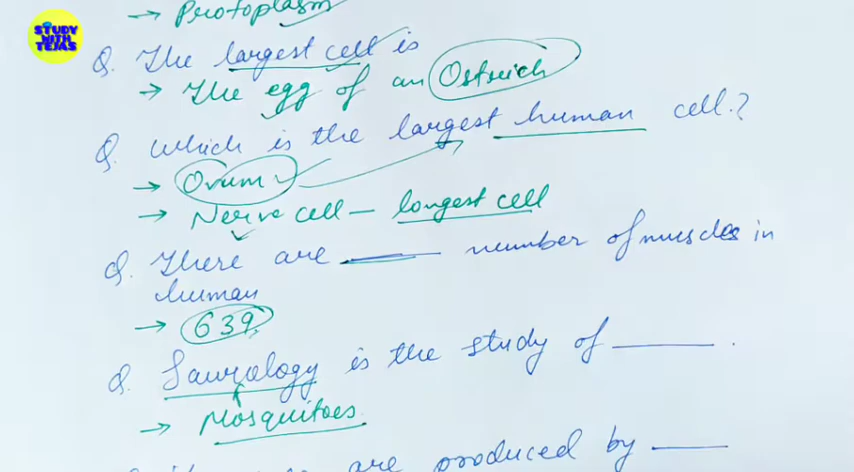 STUDY
WITH
TEJAS
→ Protoplasm
Q. The largest cell is
→ The egg of an Ostrich
Q. Which is the largest human cell?
→ Ovum
→ Nerve cell – longest cell
Q. There are ____ number of muscles in
human
→ 639
Q. Saurology is the study of ____.
→ Mosquitoes.
are produced by ____